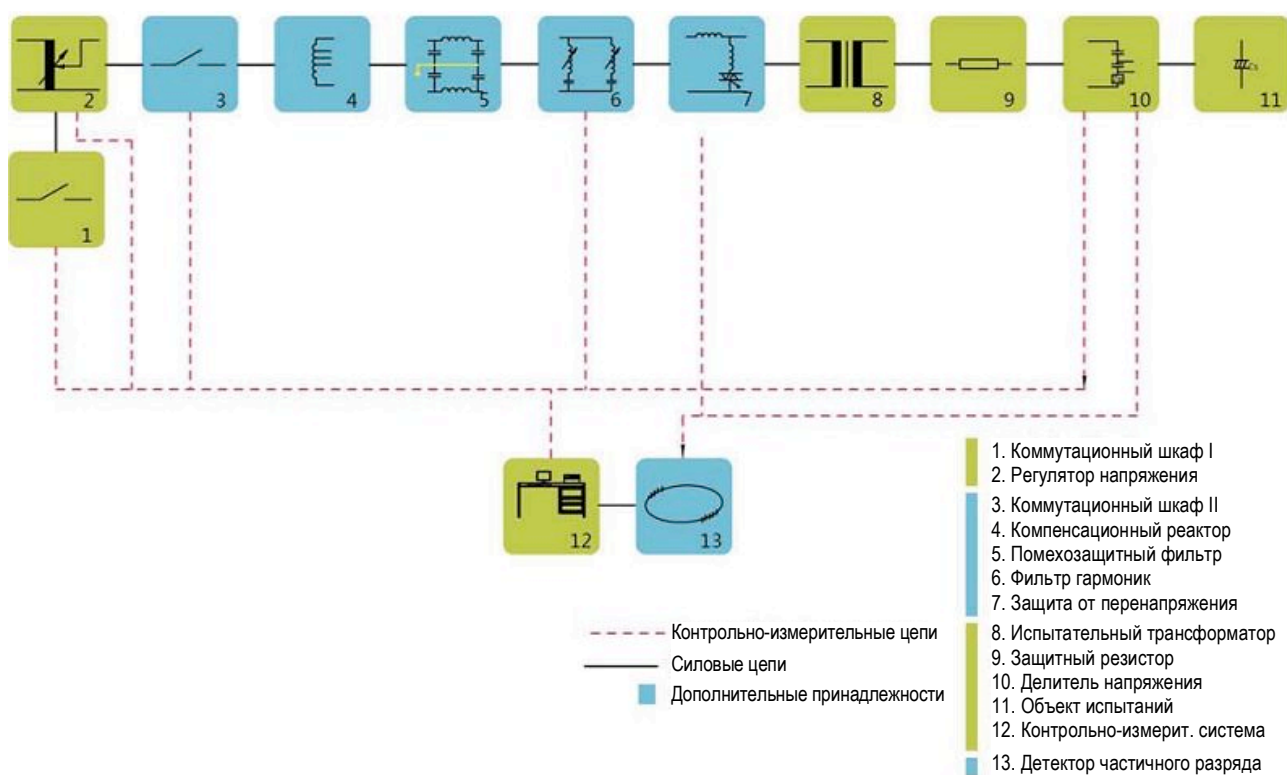 2
3
4
5
6
7
8
9
10
Cx
11
1
12
13
1. Коммутационный шкаф I
2. Регулятор напряжения
3. Коммутационный шкаф II
4. Компенсационный реактор
5. Помехозащитный фильтр
6. Фильтр гармоник
7. Защита от перенапряжения
8. Испытательный трансформатор
9. Защитный резистор
10. Делитель напряжения
11. Объект испытаний
12. Контрольно-измерит. система
13. Детектор частичного разряда
Контрольно-измерительные цепи
Силовые цепи
Дополнительные принадлежности